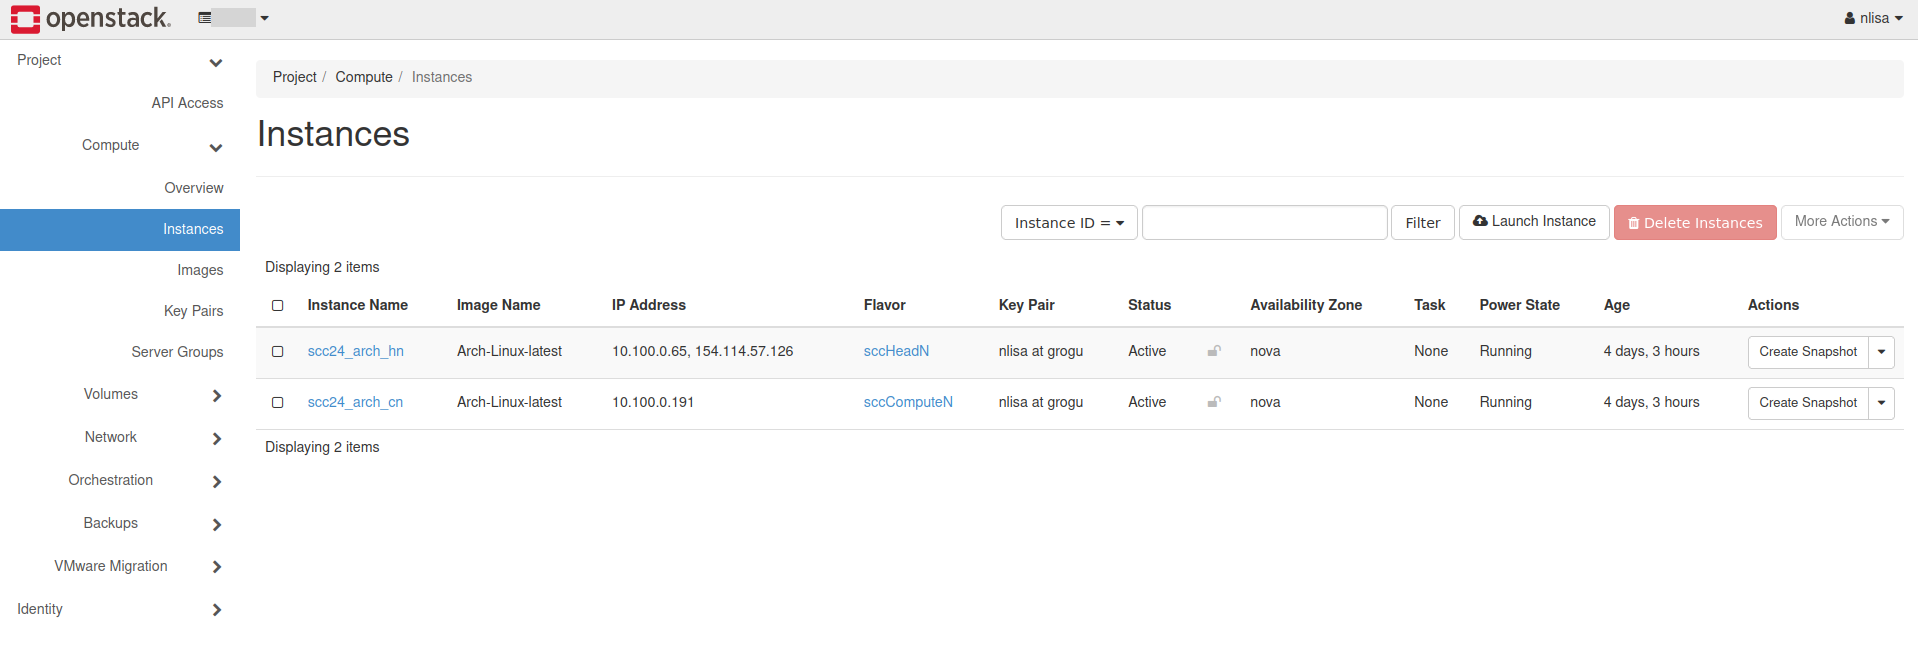 openstack.
nlisa
Project
API Access
Compute
Overview
Instances
Images
Key Pairs
Server Groups
Volumes
Network
Orchestration
Backups
VMware Migration
Identity
Project / Compute / Instances
Instances
Instance ID = Filter Launch Instance Delete Instances More Actions
Displaying 2 items
Instance Name Image Name IP Address Flavor Key Pair Status Availability Zone Task Power State Age Actions
scc24_arch_hn Arch-Linux-latest 10.100.0.65, 154.114.57.126 sccHeadN nlisa at grogu Active nova None Running 4 days, 3 hours Create Snapshot
scc24_arch_cn Arch-Linux-latest 10.100.0.191 sccComputeN nlisa at grogu Active nova None Running 4 days, 3 hours Create Snapshot
Displaying 2 items